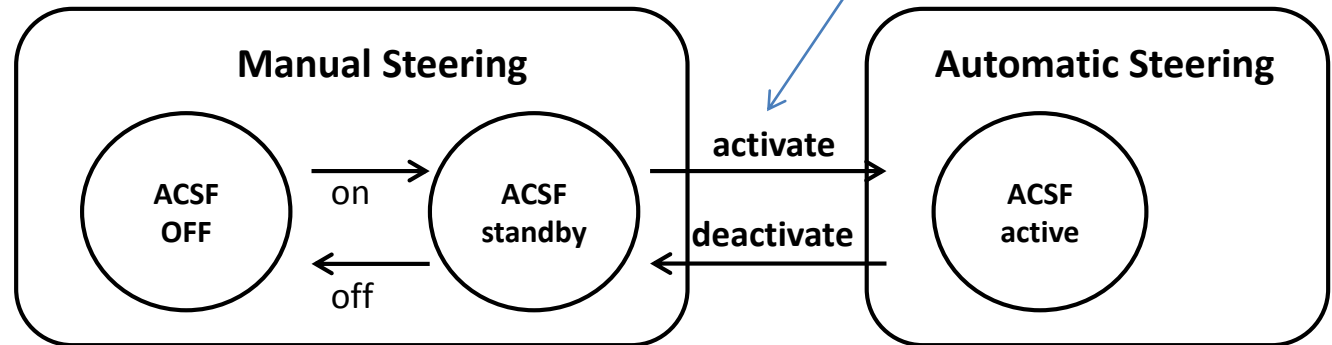 Manual Steering
Automatic Steering
ACSF
OFF
on
off
ACSF
standby
activate
deactivate
ACSF
active